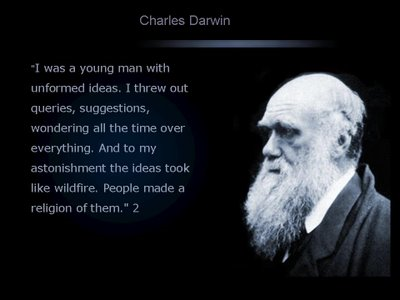 Charles Darwin
"I was a young man with
unformed ideas. I threw out
queries, suggestions,
wondering all the time over
everything. And to my
astonishment the ideas took
like wildfire. People made a
religion of them." 2